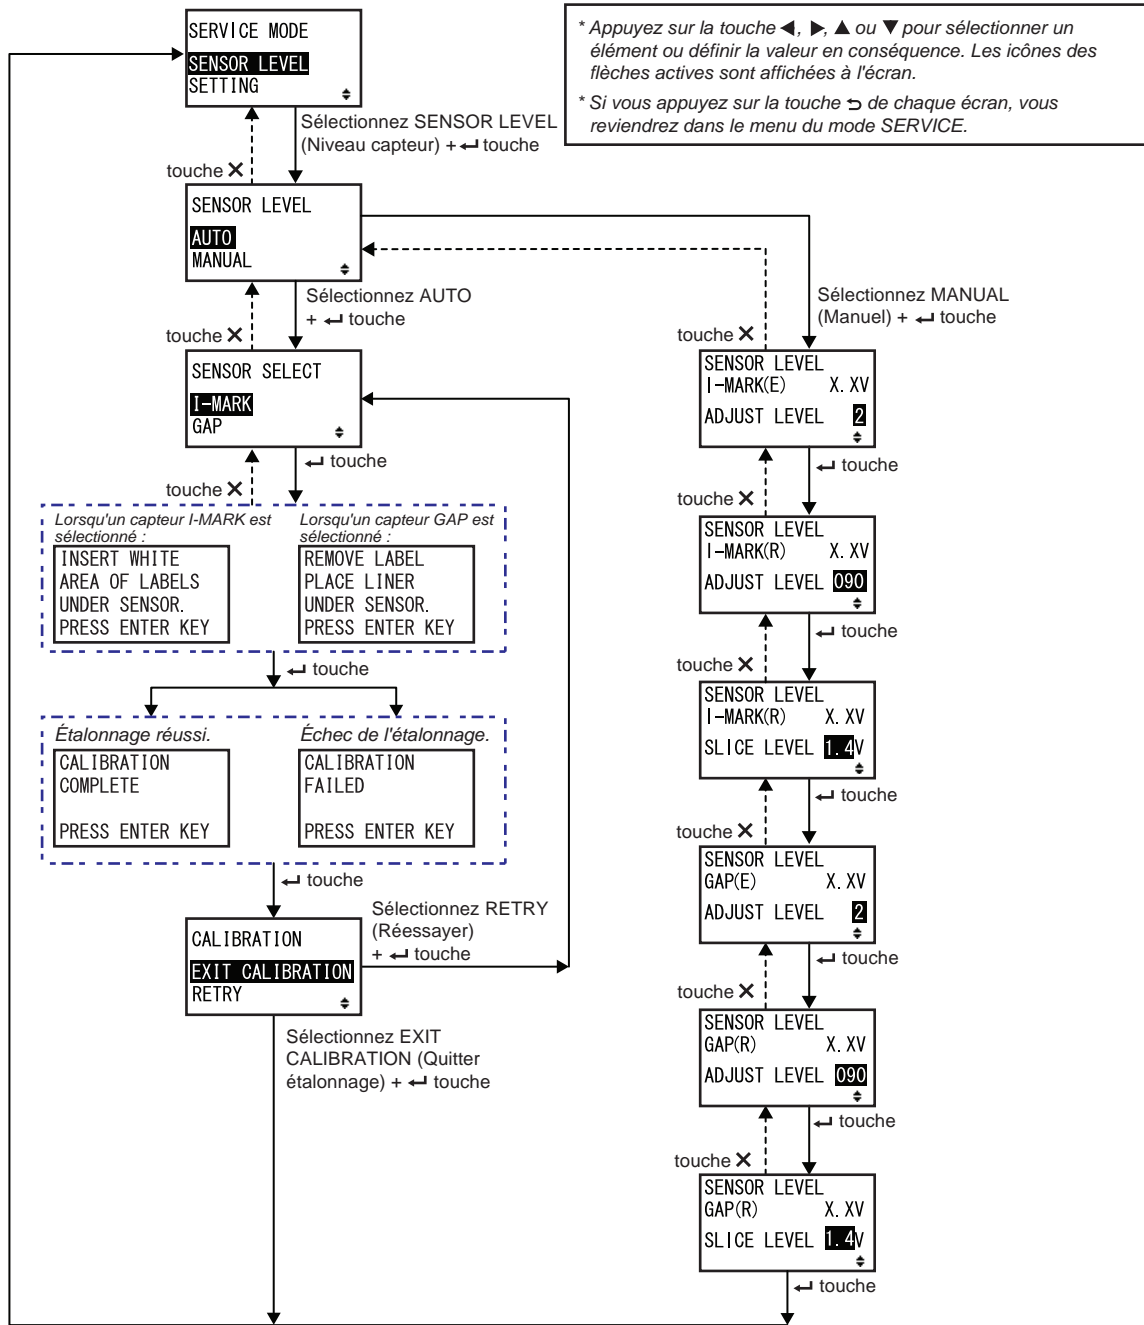 SERVICE MODE
SENSOR LEVEL
SETTING
* Appuyez sur la touche ◀, ▶, ▲ ou ▼ pour sélectionner un
élément ou définir la valeur en conséquence. Les icônes des
flèches actives sont affichées à l'écran.
* Si vous appuyez sur la touche ⮌ de chaque écran, vous
reviendrez dans le menu du mode SERVICE.
Sélectionnez SENSOR LEVEL
(Niveau capteur) + ↵ touche
touche ✕
SENSOR LEVEL
AUTO
MANUAL
Sélectionnez AUTO
+ ↵ touche
touche ✕
SENSOR SELECT
I-MARK
GAP
↵ touche
touche ✕
Lorsqu'un capteur I-MARK est
sélectionné :
INSERT WHITE
AREA OF LABELS
UNDER SENSOR.
PRESS ENTER KEY
Lorsqu'un capteur GAP est
sélectionné :
REMOVE LABEL
PLACE LINER
UNDER SENSOR.
PRESS ENTER KEY
↵ touche
Étalonnage réussi.
CALIBRATION
COMPLETE
PRESS ENTER KEY
Échec de l'étalonnage.
CALIBRATION
FAILED
PRESS ENTER KEY
↵ touche
CALIBRATION
EXIT CALIBRATION
RETRY
Sélectionnez RETRY
(Réessayer)
+ ↵ touche
Sélectionnez EXIT
CALIBRATION (Quitter
étalonnage) + ↵ touche
Sélectionnez MANUAL
(Manuel) + ↵ touche
touche ✕
SENSOR LEVEL
I-MARK(E) X.XV
ADJUST LEVEL 2
↵ touche
touche ✕
SENSOR LEVEL
I-MARK(R) X.XV
ADJUST LEVEL 090
↵ touche
touche ✕
SENSOR LEVEL
I-MARK(R) X.XV
SLICE LEVEL 1.4V
↵ touche
touche ✕
SENSOR LEVEL
GAP(E) X.XV
ADJUST LEVEL 2
↵ touche
touche ✕
SENSOR LEVEL
GAP(R) X.XV
ADJUST LEVEL 090
↵ touche
touche ✕
SENSOR LEVEL
GAP(R) X.XV
SLICE LEVEL 1.4V
↵ touche